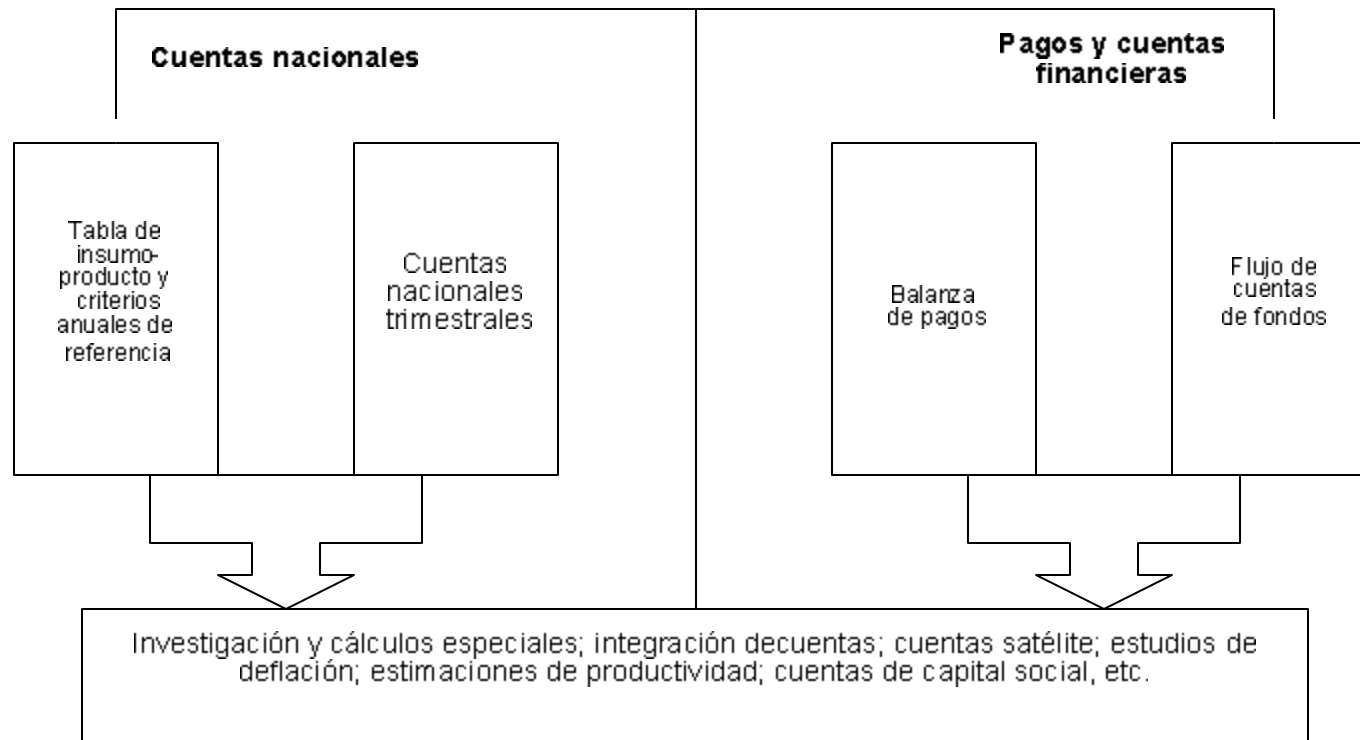 Cuentas nacionales
Pagos y cuentas
financieras
Tabla de
insumo-
producto y
criterios
anuales de
referencia
Cuentas
nacionales
trimestrales
Balanza
de pagos
Flujo de
cuentas
de fondos
Investigación y cálculos especiales; integración decuentas; cuentas satélite; estudios de
deflación; estimaciones de productividad; cuentas de capital social, etc.